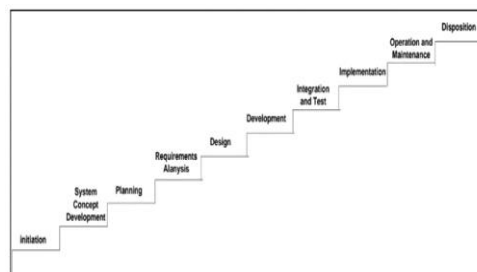 initiation
System
Concept
Development
Planning
Requirements
Alanysis
Design
Development
Integration
and Test
Implementation
Operation and
Maintenance
Disposition